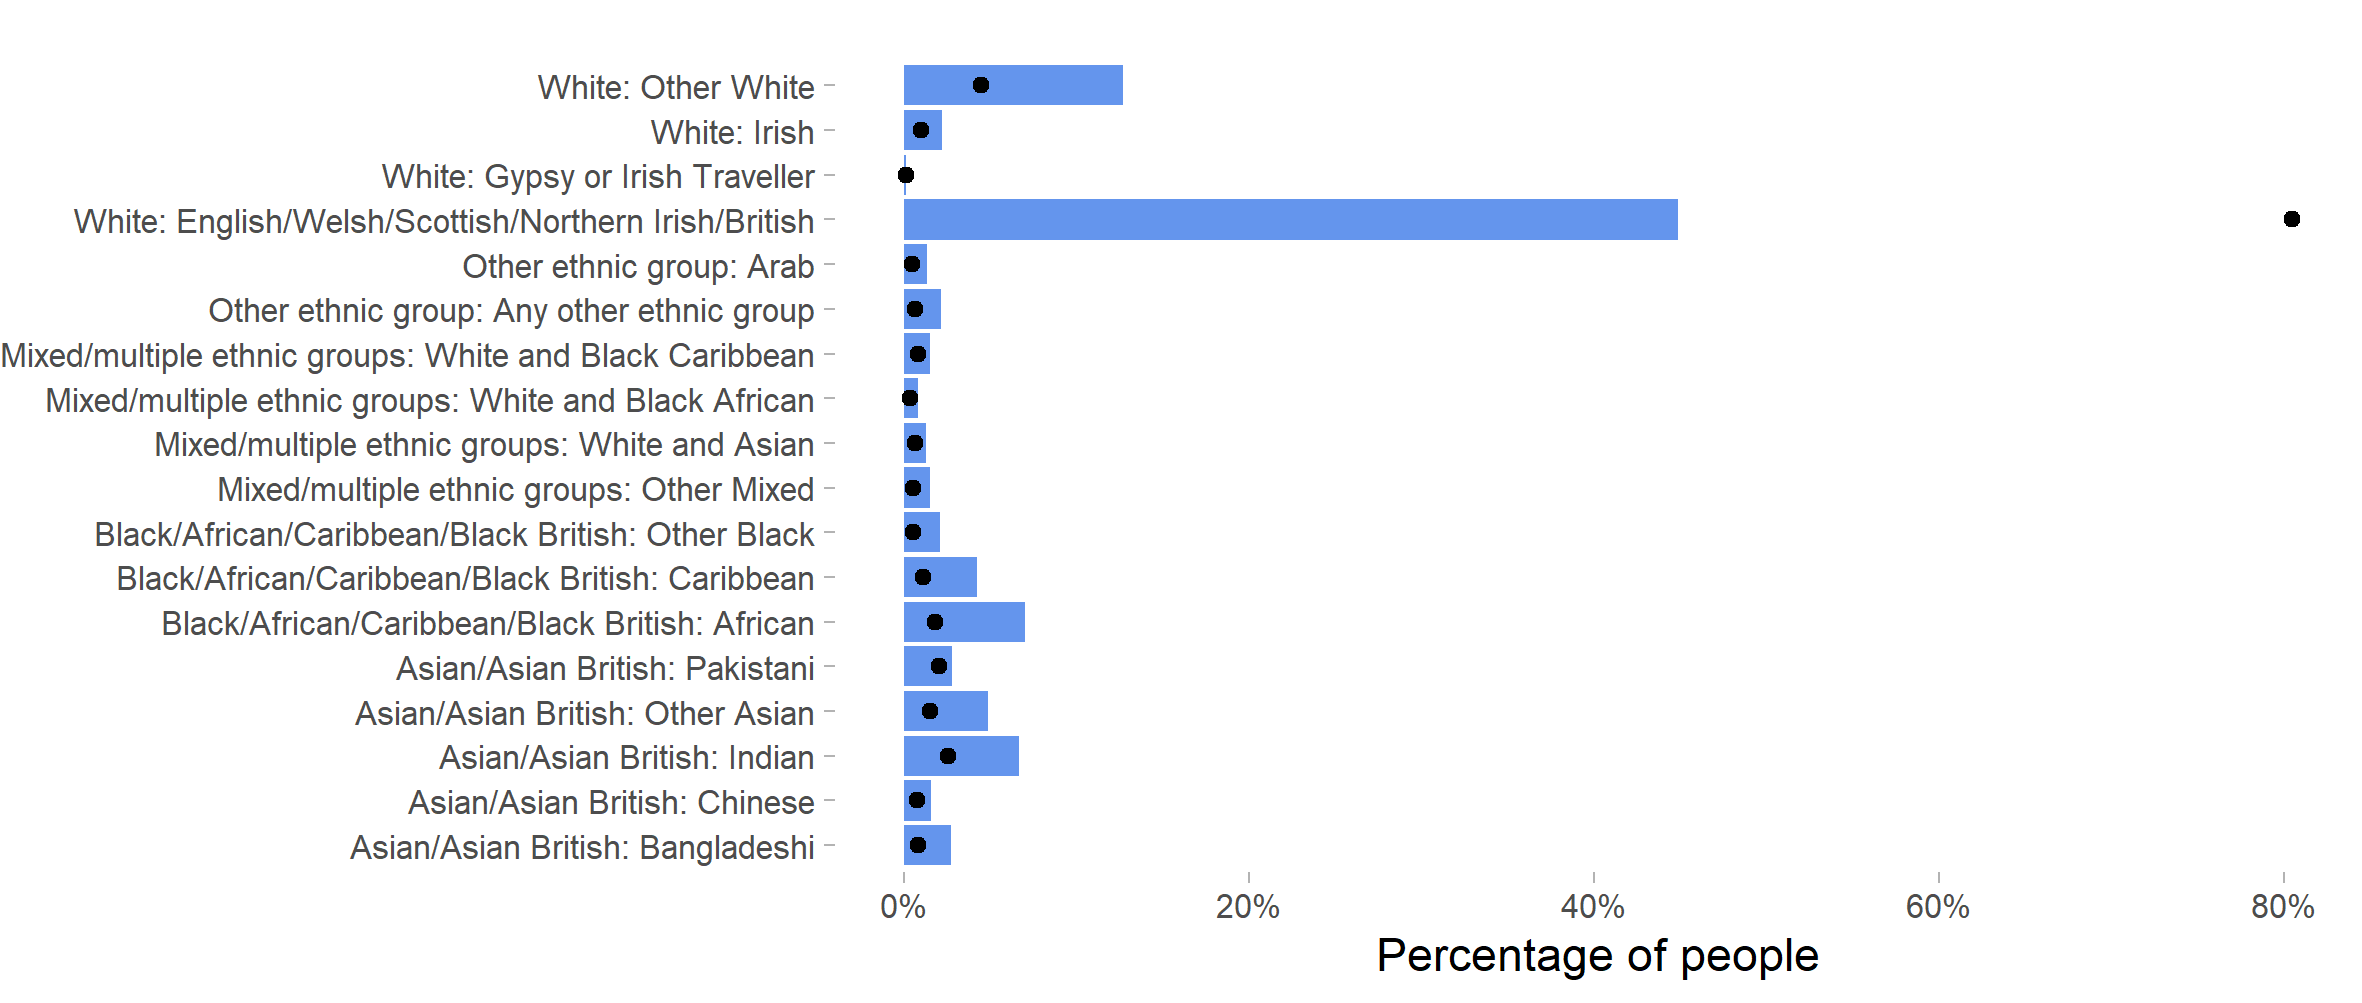 White: Other White
White: Irish
White: Gypsy or Irish Traveller
White: English/Welsh/Scottish/Northern Irish/British
Other ethnic group: Arab
Other ethnic group: Any other ethnic group
Mixed/multiple ethnic groups: White and Black Caribbean
Mixed/multiple ethnic groups: White and Black African
Mixed/multiple ethnic groups: White and Asian
Mixed/multiple ethnic groups: Other Mixed
Black/African/Caribbean/Black British: Other Black
Black/African/Caribbean/Black British: Caribbean
Black/African/Caribbean/Black British: African
Asian/Asian British: Pakistani
Asian/Asian British: Other Asian
Asian/Asian British: Indian
Asian/Asian British: Chinese
Asian/Asian British: Bangladeshi
0% 20% 40% 60% 80%
Percentage of people